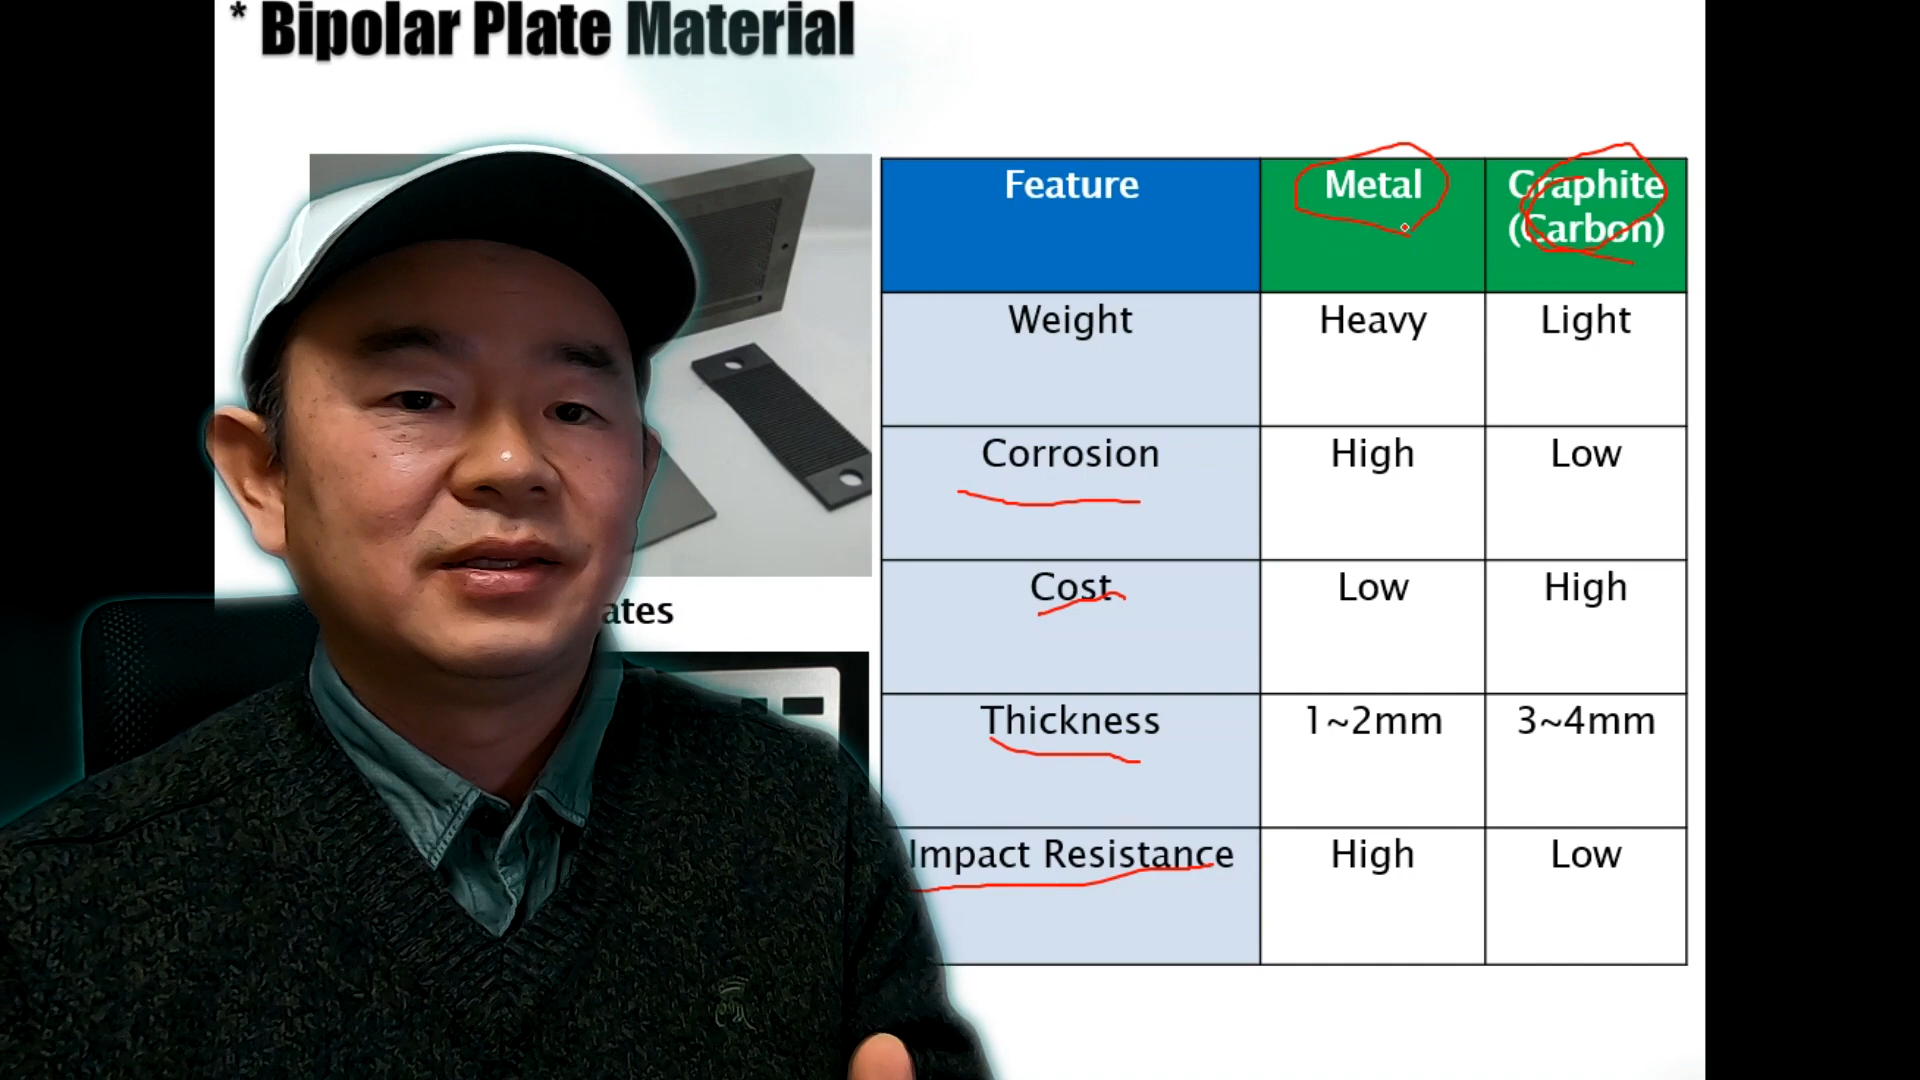 * Bipolar Plate Material
Feature Metal Graphite
(Carbon)
Weight Heavy Light
Corrosion High Low
Cost Low High
Thickness 1~2mm 3~4mm
Impact Resistance High Low